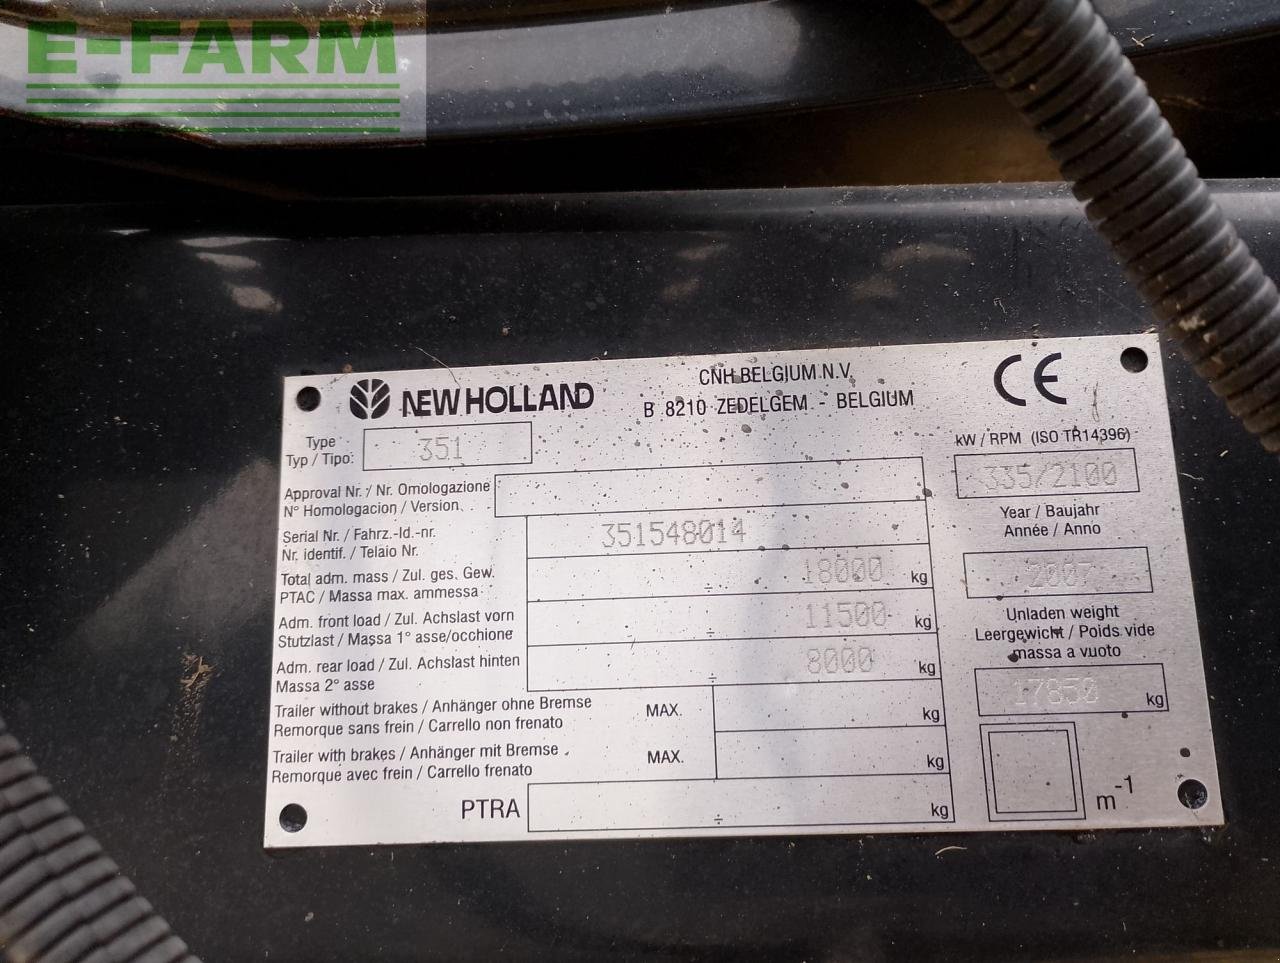 E-FARM
NEW HOLLAND
CNH BELGIUM N.V.
B 8210 ZEDELGEM - BELGIUM
CE
Type
Typ / Tipo: 351
kW / RPM (ISO TR14396)
335/2100
Approval Nr. / Nr. Omologazione
N° Homologacion / Version
Year / Baujahr
Année / Anno
2007
Serial Nr. / Fahrz.-Id.-nr.
Nr. identif. / Telaio Nr.
351548014
Total adm. mass / Zul. ges. Gew.
PTAC / Massa max. ammessa
÷ 18000 kg
Adm. front load / Zul. Achslast vorn
Stutzlast / Massa 1° asse/occhione
÷ 11500 kg
Unladen weight
Leergewicht / Poids vide
massa a vuoto
17850 kg
Adm. rear load / Zul. Achslast hinten
Massa 2° asse
÷ 8000 kg
Trailer without brakes / Anhänger ohne Bremse
Remorque sans frein / Carrello non frenato
MAX. kg
Trailer with brakes / Anhänger mit Bremse
Remorque avec frein / Carrello frenato
MAX. kg
PTRA ÷ kg
m-1